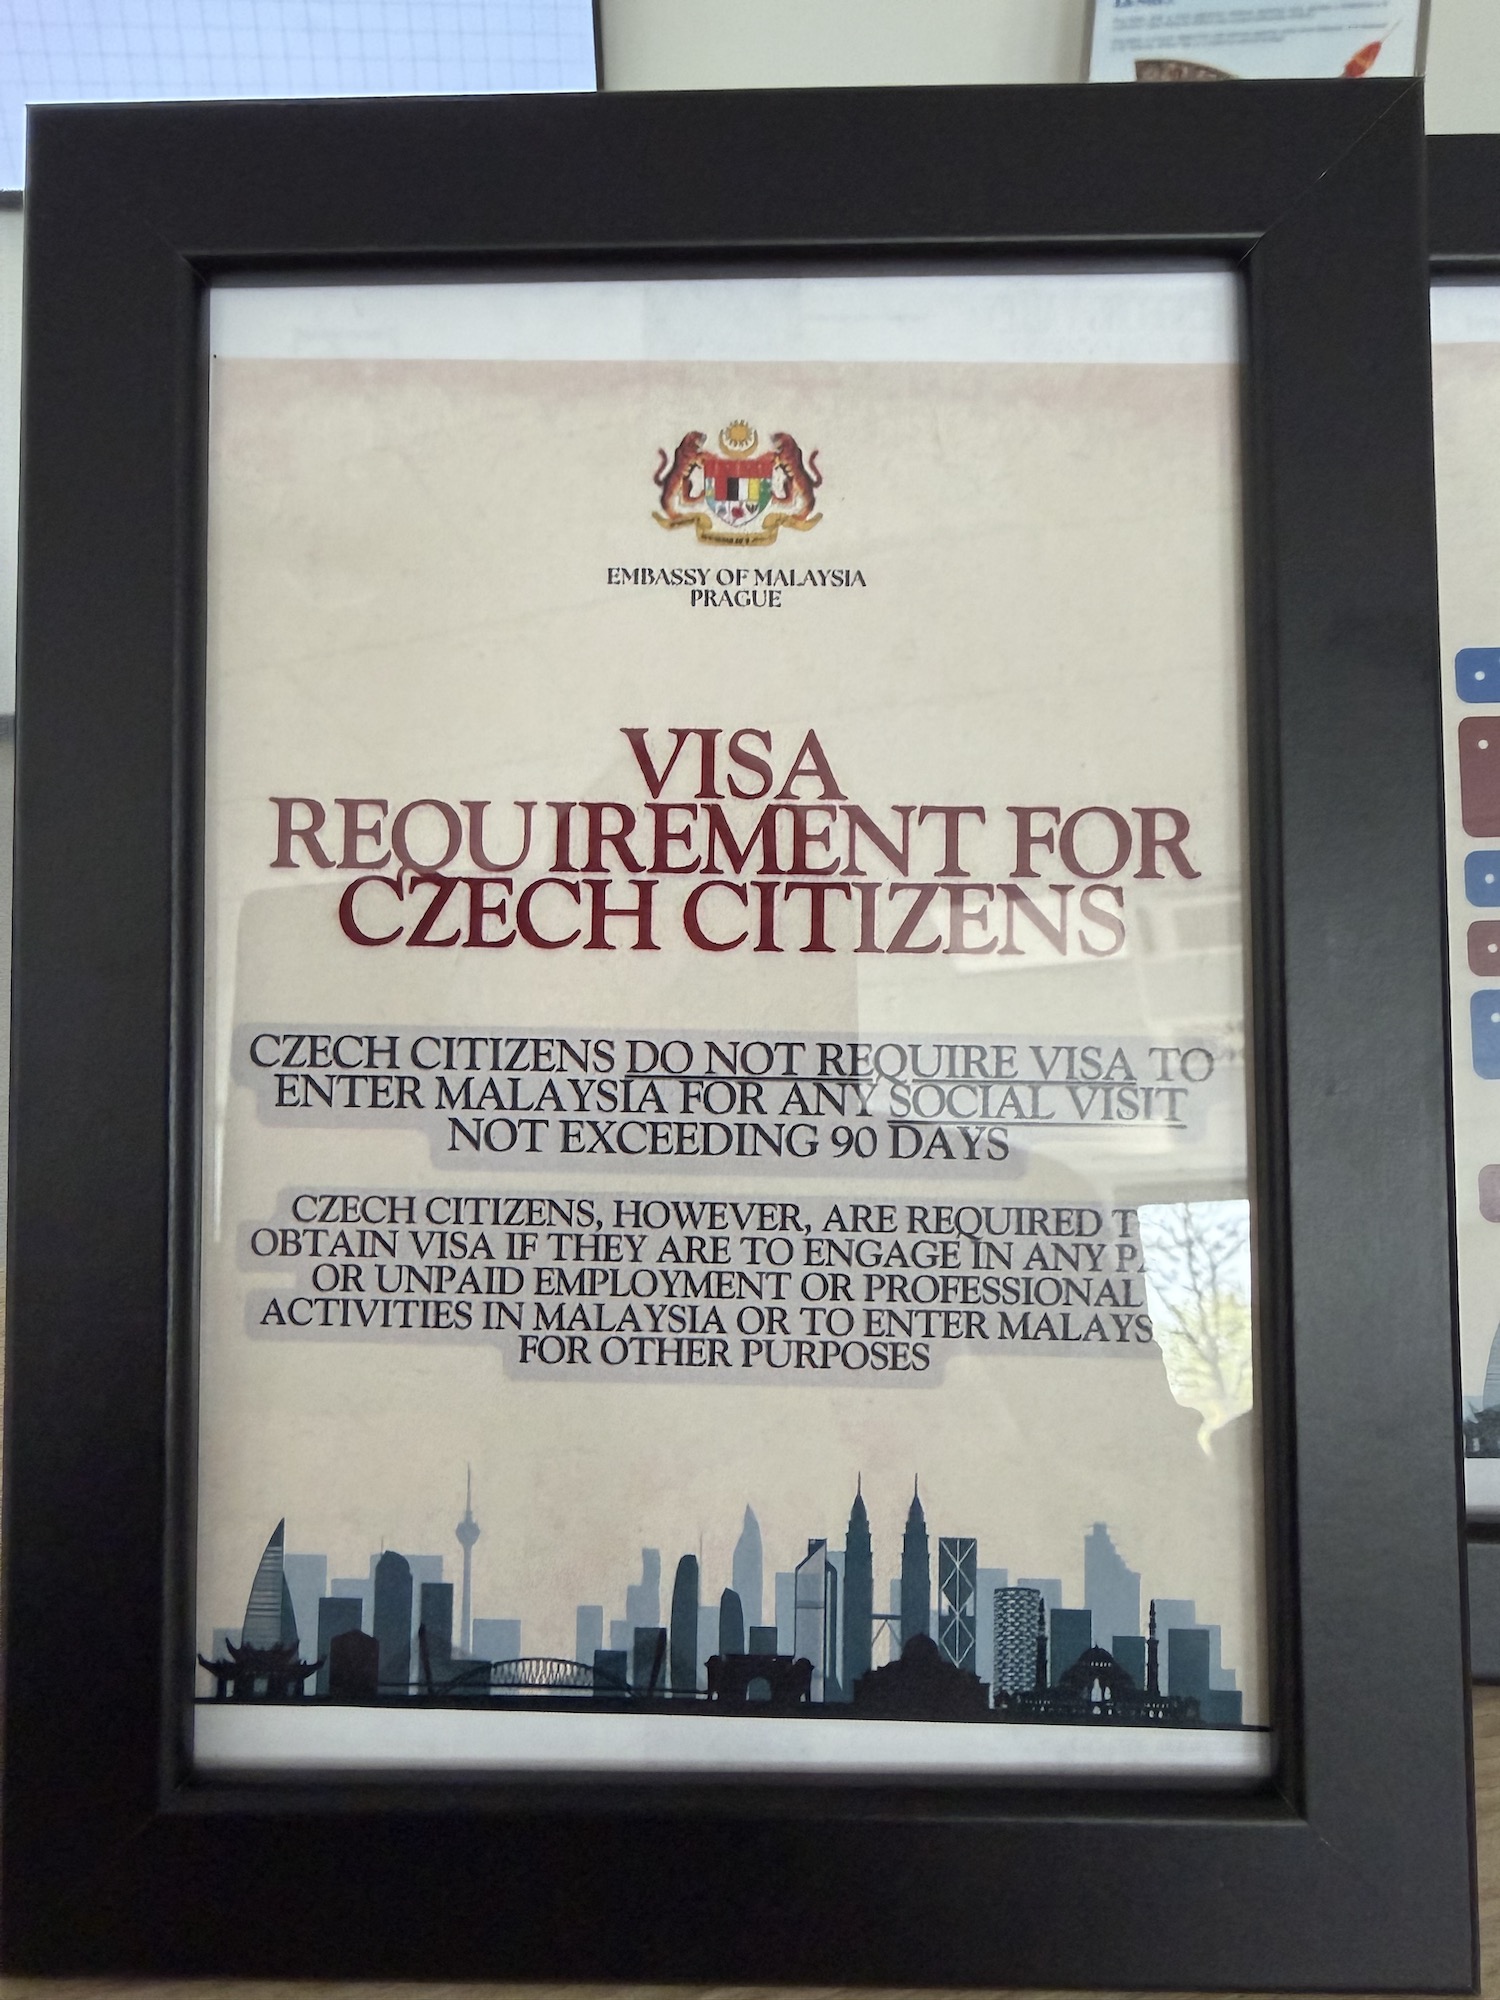 EMBASSY OF MALAYSIA
PRAGUE
VISA
REQUIREMENT FOR
CZECH CITIZENS
CZECH CITIZENS DO NOT REQUIRE VISA TO
ENTER MALAYSIA FOR ANY SOCIAL VISIT
NOT EXCEEDING 90 DAYS
CZECH CITIZENS, HOWEVER, ARE REQUIRED
OBTAIN VISA IF THEY ARE TO ENGAGE IN ANY
OR UNPAID EMPLOYMENT OR PROFESSIONAL
ACTIVITIES IN MALAYSIA OR TO ENTER
FOR OTHER PURPOSES